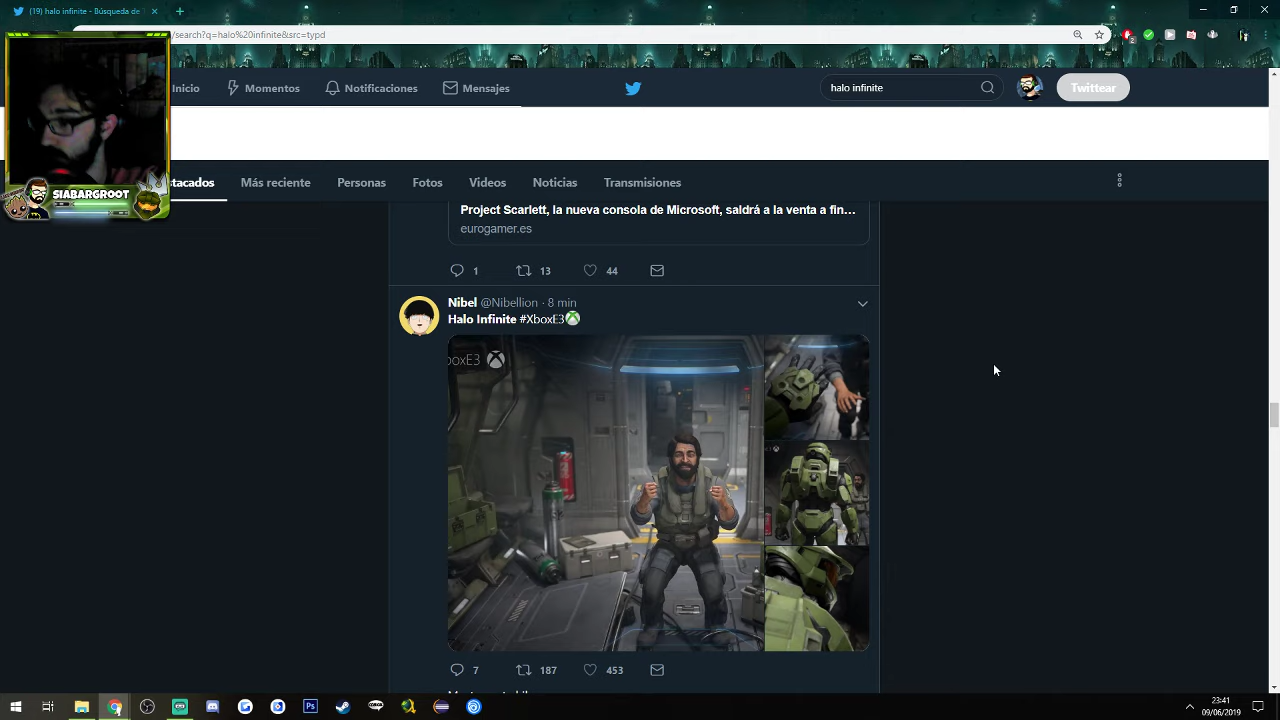 (19) halo infinite - Búsqueda de
/search?q=halo%20infinite&src=typd
Inicio
Momentos
Notificaciones
Mensajes
halo infinite
Twittear
SIABARGROOT
tacados
Más reciente
Personas
Fotos
Videos
Noticias
Transmisiones
Project Scarlett, la nueva consola de Microsoft, saldrá a la venta a fin...
eurogamer.es
1
13
44
Nibel @Nibellion · 8 min
Halo Infinite #XboxE3
boxE3
7
187
453
23:41
09/06/2019